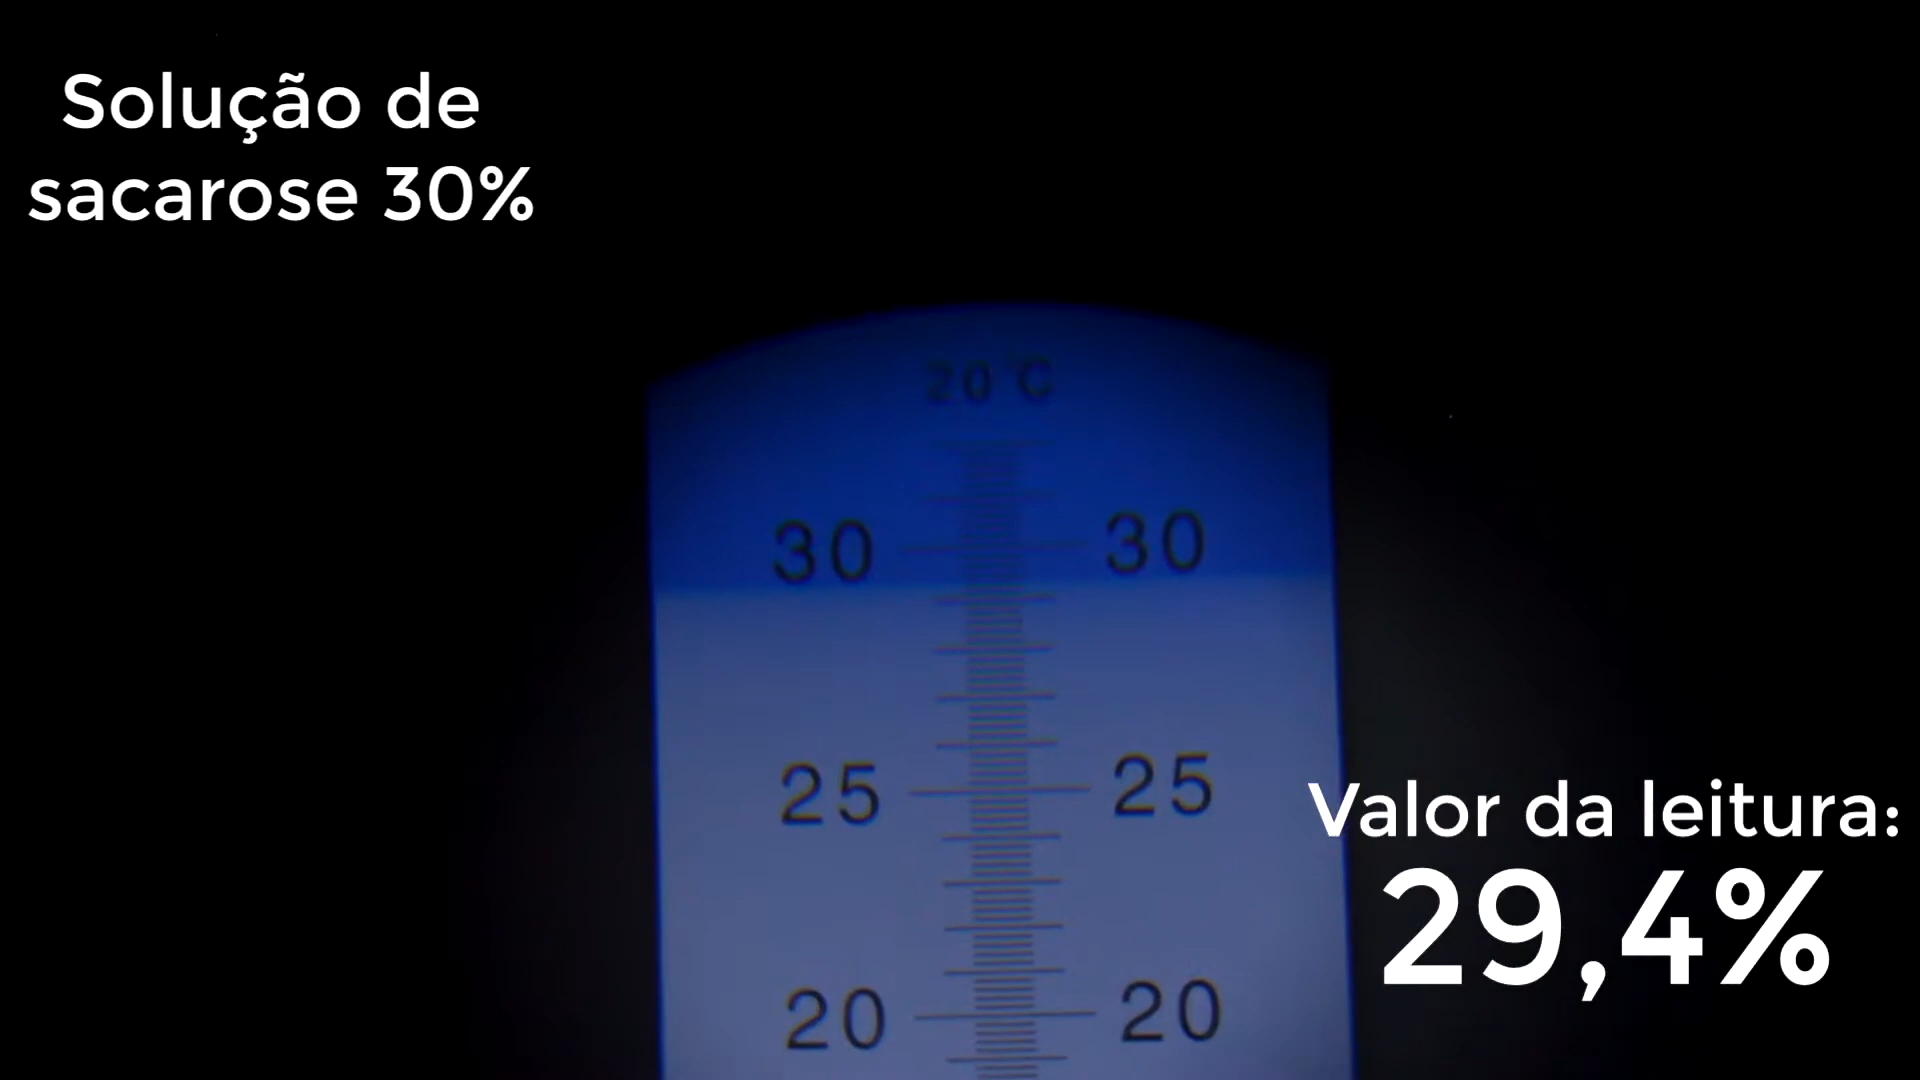 Solução de
sacarose 30%
20°C
30 30
25 25
Valor da leitura:
29,4%
20 20